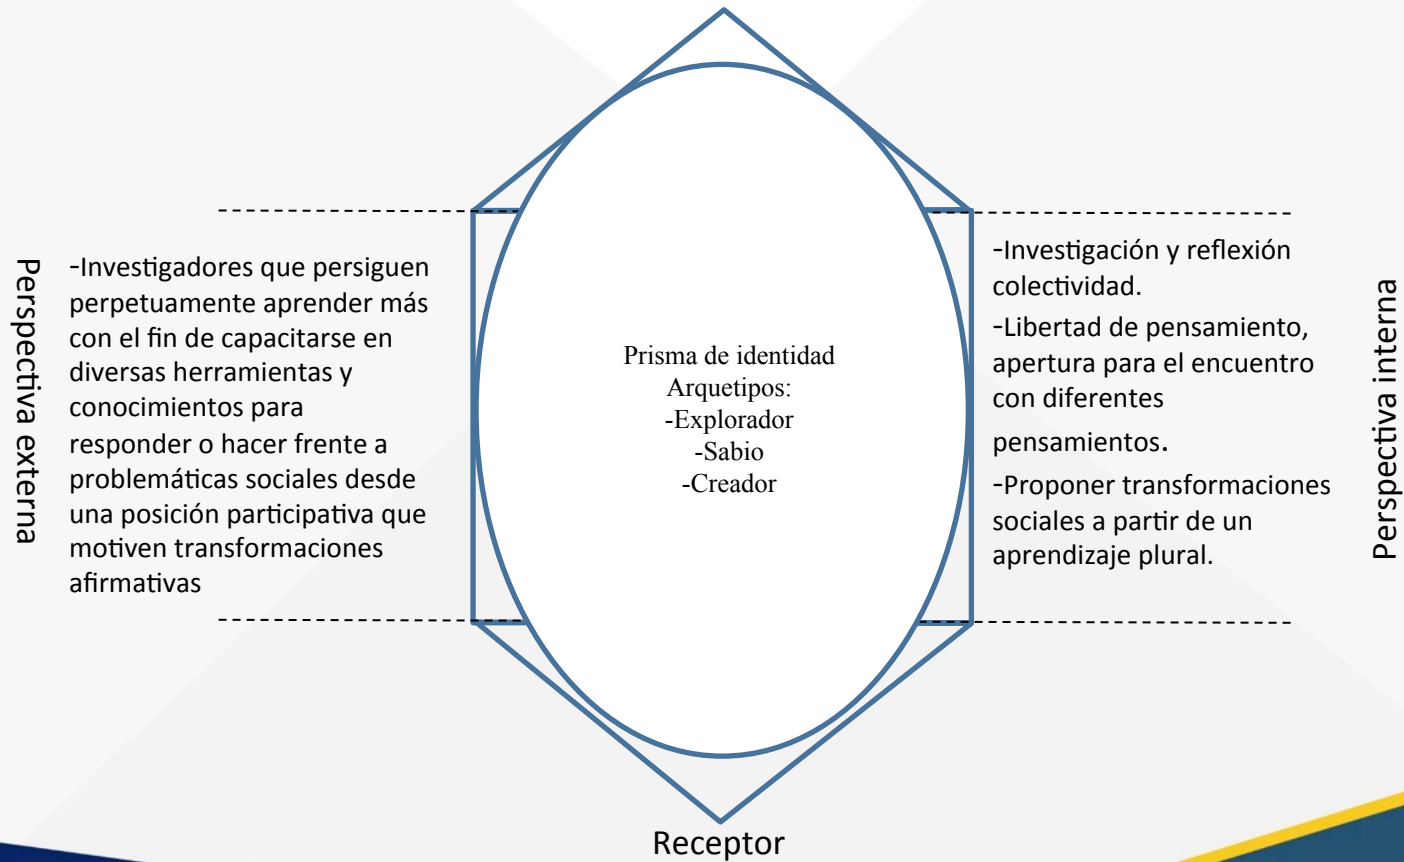 Perspectiva externa
-Investigadores que persiguen
perpetuamente aprender más
con el fin de capacitarse en
diversas herramientas y
conocimientos para
responder o hacer frente a
problemáticas sociales desde
una posición participativa que
motiven transformaciones
afirmativas
Prisma de identidad
Arquetipos:
-Explorador
-Sabio
-Creador
-Investigación y reflexión
colectividad.
-Libertad de pensamiento,
apertura para el encuentro
con diferentes
pensamientos.
-Proponer transformaciones
sociales a partir de un
aprendizaje plural.
Perspectiva interna
Receptor